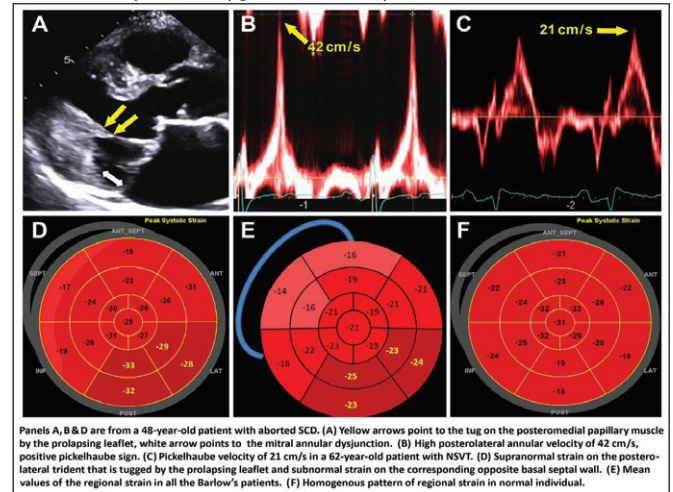 A
5
B
42 cm/s
-1
C
21 cm/s
-2
D
Peak Systolic Strain
ANT_SEPT
-18
SEPT ANT
-17 -22 -31
-24 -30 -26 -26
-29
-26 -31 -27 -29
-19 -28
-33
INF LAT
-32
POST
E
-16
-19
-14 -16 -21 -21
-21 -19
-21
-18 -22 -23 -19 -23 -24
-25
-23
F
Peak Systolic Strain
ANT_SEPT
-21
SEPT ANT
-22 -25 -22
-24 -32 -32 -26
-31
-24 -25 -32 -29 -20
-19
INF LAT
-18
POST
Panels A, B & D are from a 48-year-old patient with aborted SCD. (A) Yellow arrows point to the tug on the posteromedial papillary muscle
by the prolapsing leaflet, white arrow points to the mitral annular dysjunction. (B) High posterolateral annular velocity of 42 cm/s,
positive pickelhaube sign. (C) Pickelhaube velocity of 21 cm/s in a 62-year-old patient with NSVT. (D) Supranormal strain on the postero-
lateral trident that is tugged by the prolapsing leaflet and subnormal strain on the corresponding opposite basal septal wall. (E) Mean
values of the regional strain in all the Barlow's patients. (F) Homogenous pattern of regional strain in normal individual.